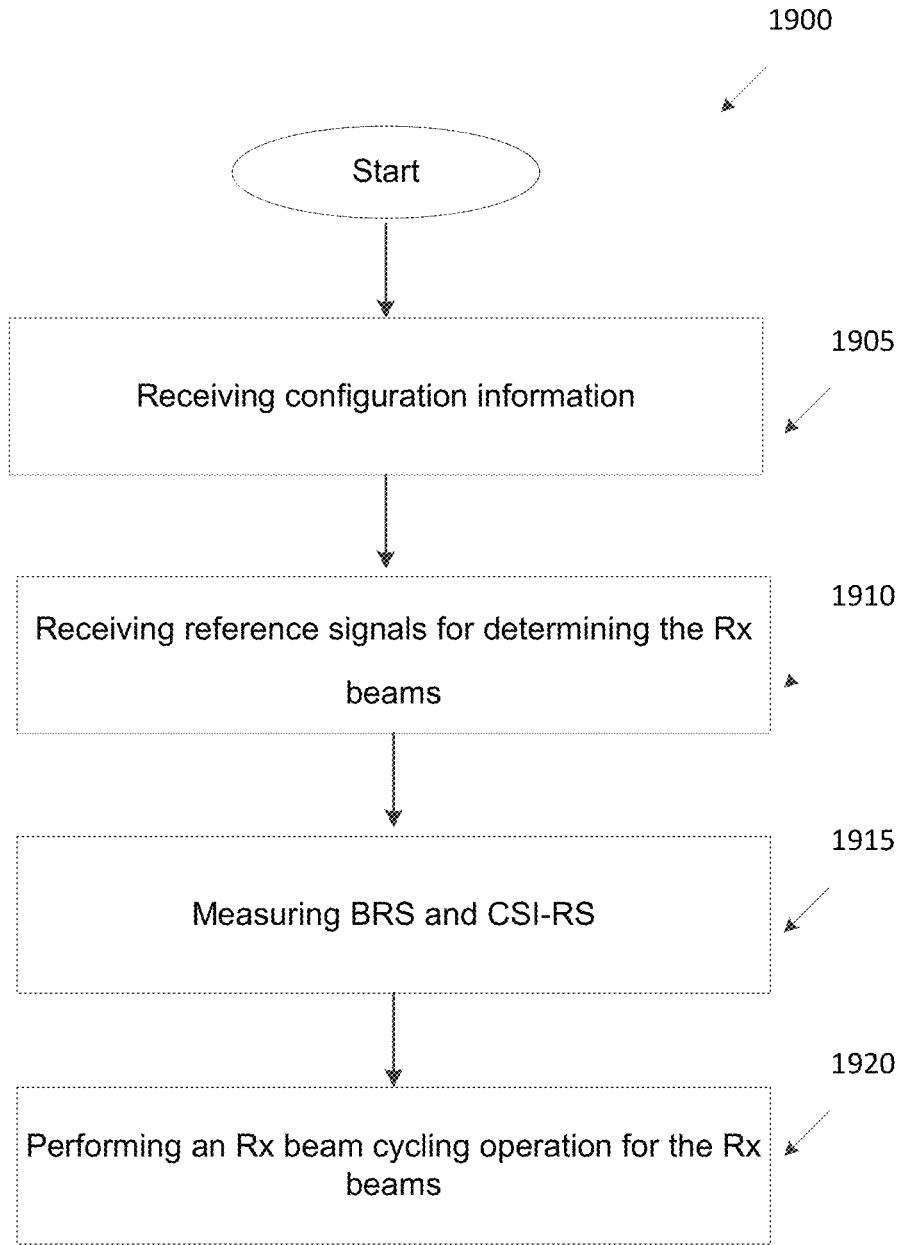 1900
Start
1905
Receiving configuration information
1910
Receiving reference signals for determining the Rx
beams
1915
Measuring BRS and CSI-RS
1920
Performing an Rx beam cycling operation for the Rx
beams